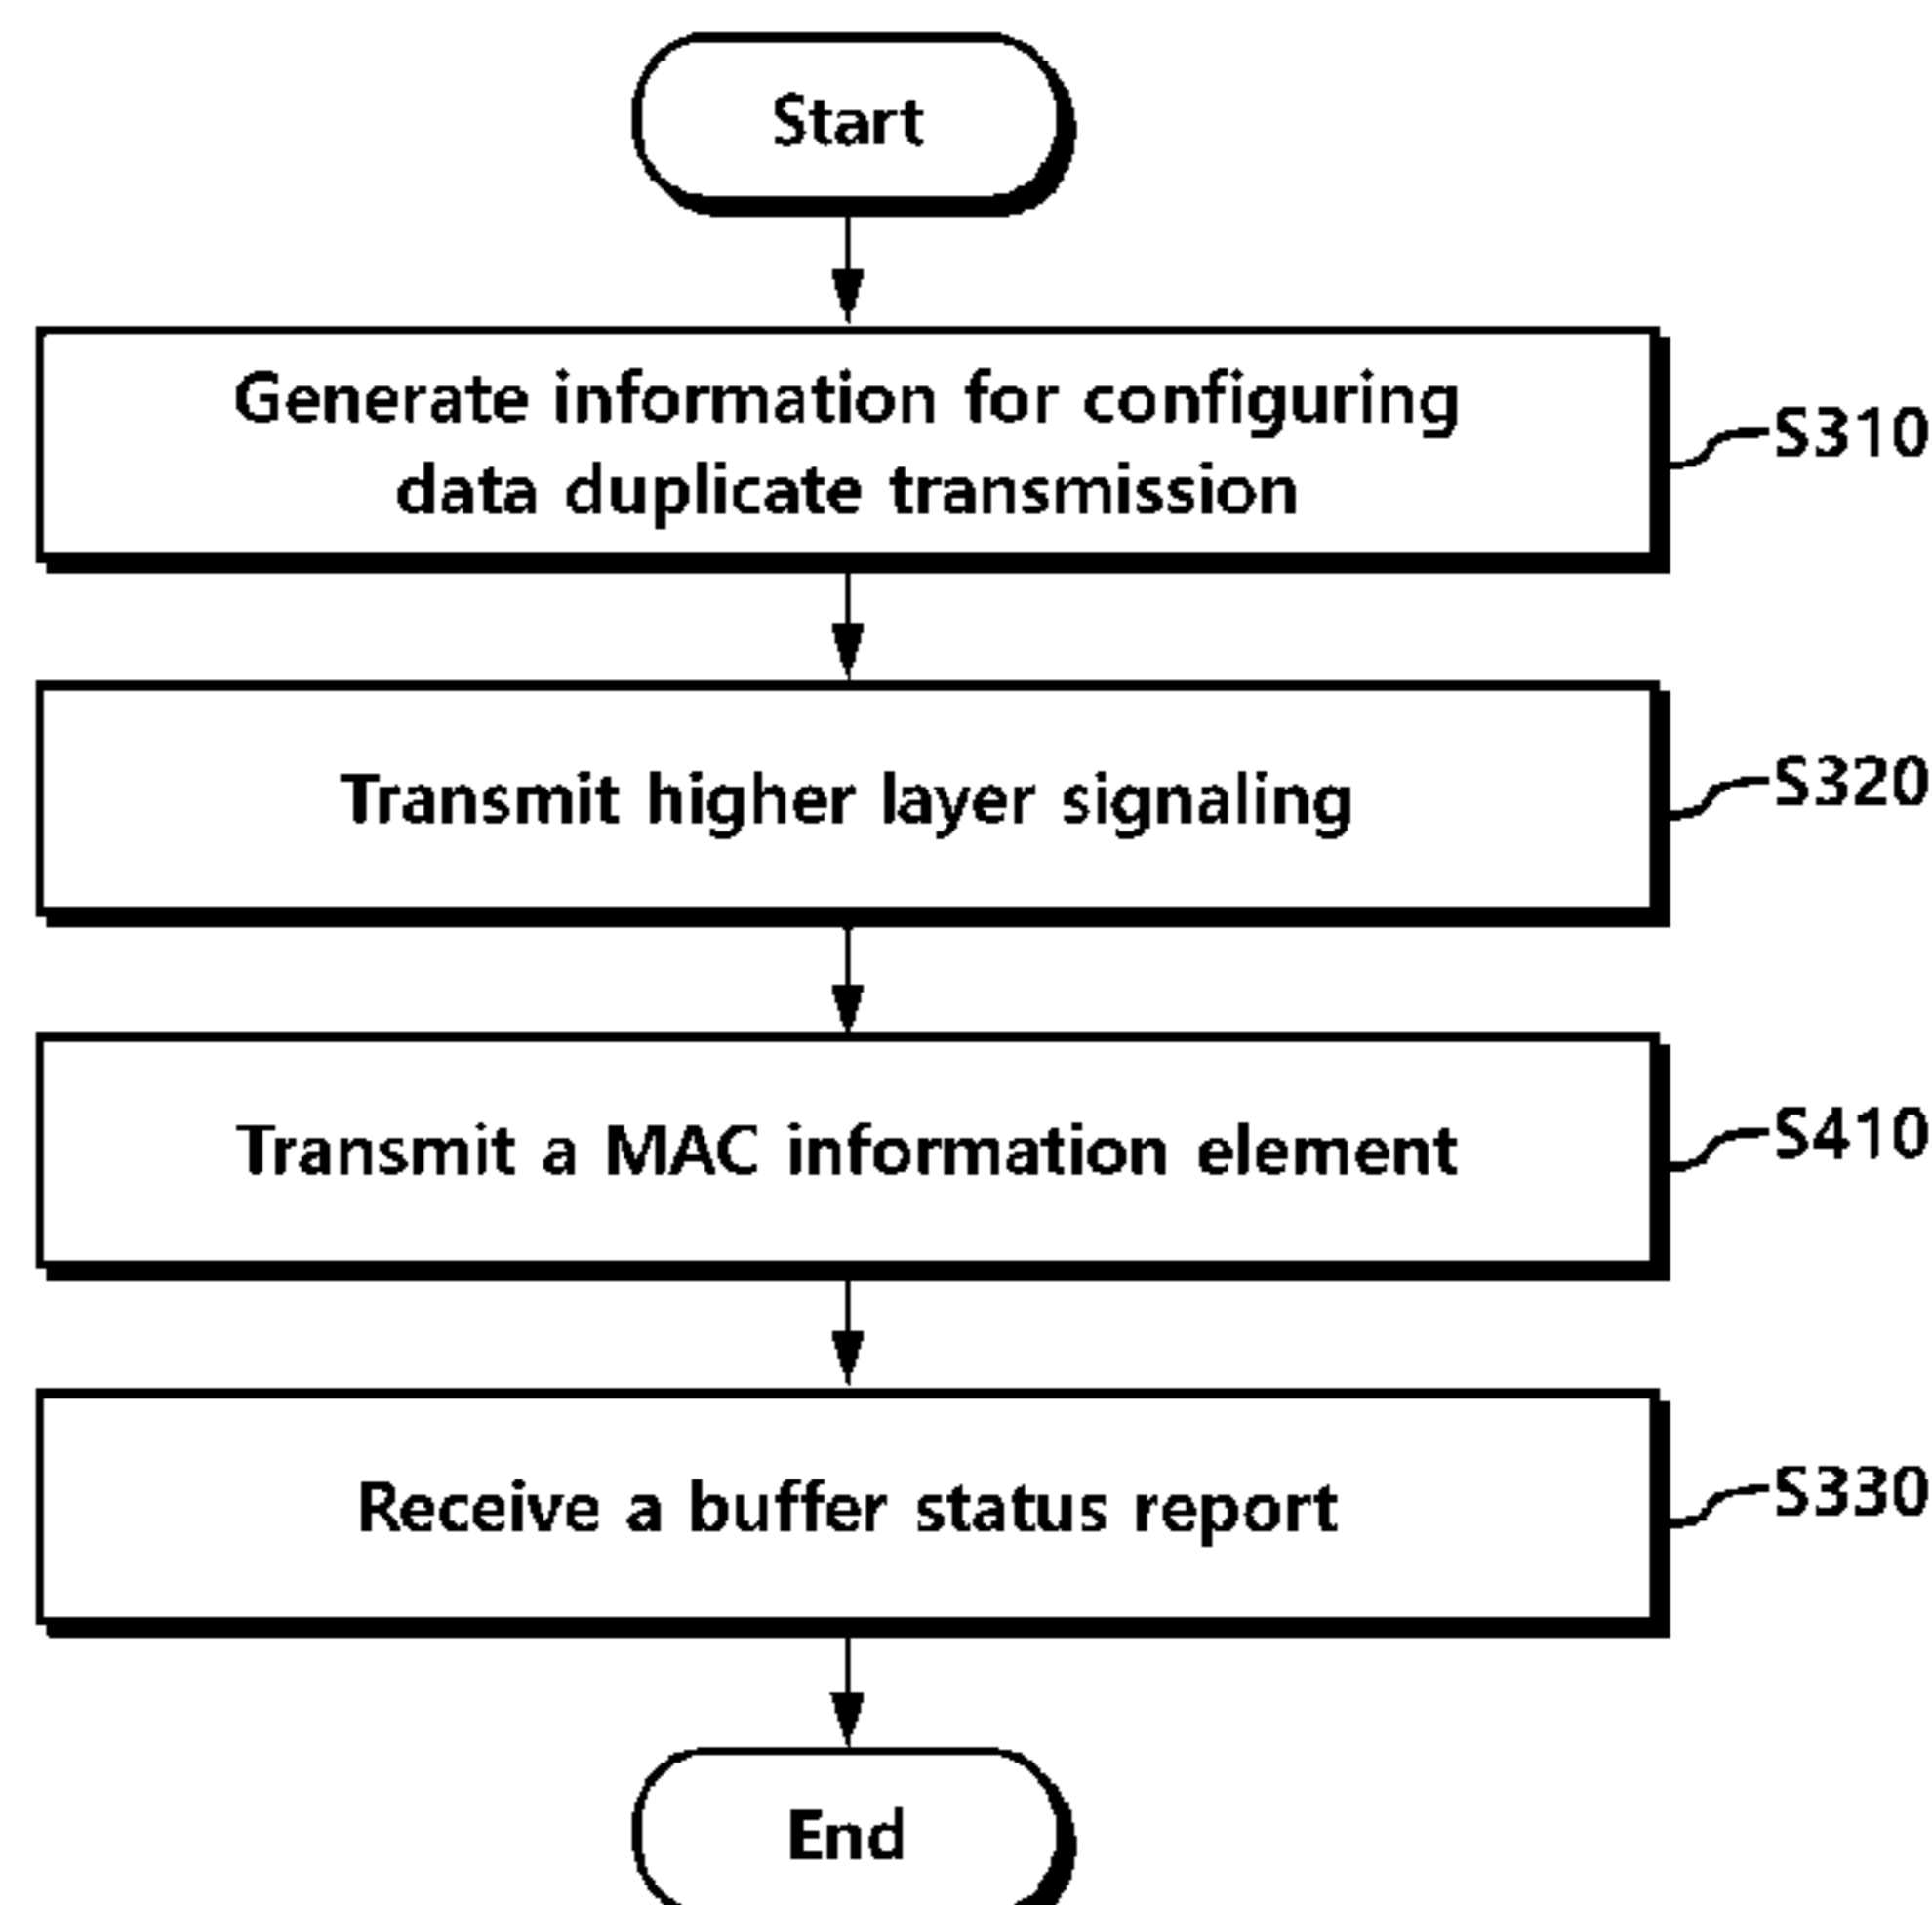 Start
Generate information for configuring
data duplicate transmission
S310
Transmit higher layer signaling
S320
Transmit a MAC information element
S410
Receive a buffer status report
S330
End